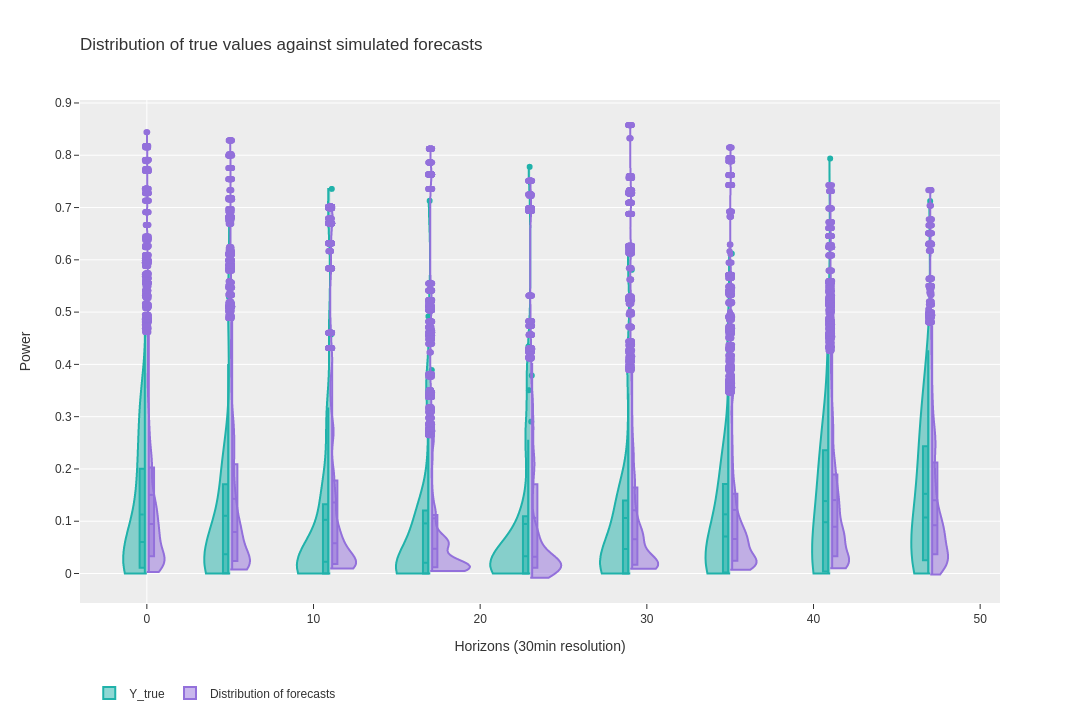 Distribution of true values against simulated forecasts
0.9
0.8
0.7
0.6
0.5
0.4
0.3
0.2
0.1
0
Power
0 10 20 30 40 50
Horizons (30min resolution)
Y_true Distribution of forecasts